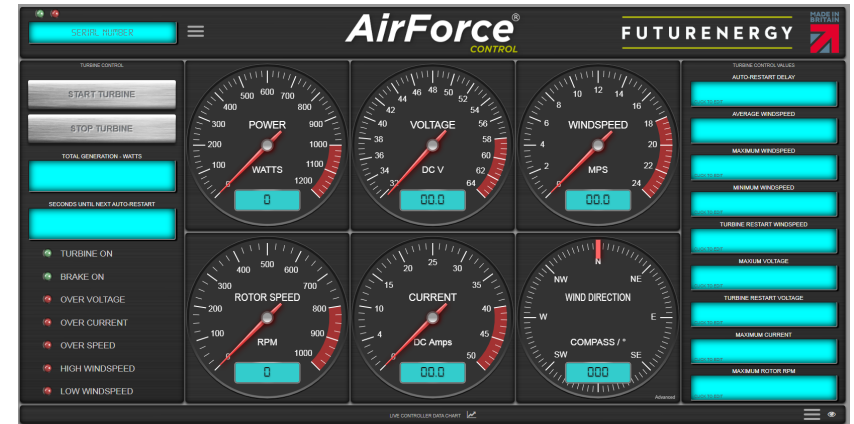 SERIAL NUMBER
AirForce®
CONTROL
FUTURENERGY
MADE IN
BRITAIN
TURBINE CONTROL
START TURBINE
STOP TURBINE
TOTAL GENERATION - WATTS
SECONDS UNTIL NEXT AUTO-RESTART
TURBINE ON
BRAKE ON
OVER VOLTAGE
OVER CURRENT
OVER SPEED
HIGH WINDSPEED
LOW WINDSPEED
0 100 200 300 400 500 600 700 800 900 1000 1100 1200
POWER
WATTS
0
32 34 36 38 40 42 44 46 48 50 52 54 56 58 60 62 64
VOLTAGE
DC V
00.0
0 2 4 6 8 10 12 14 16 18 20 22 24
WINDSPEED
MPS
00.0
0 100 200 300 400 500 600 700 800 900 1000
ROTOR SPEED
RPM
0
0 4 10 15 20 25 30 35 40 45 50
CURRENT
DC Amps
00.0
N
NW NE
WIND DIRECTION
W E
COMPASS / °
SW SE
000
Advanced
TURBINE CONTROL VALUES
AUTO-RESTART DELAY
AVERAGE WINDSPEED
MAXIMUM WINDSPEED
MINIMUM WINDSPEED
TURBINE RESTART WINDSPEED
MAXIUM VOLTAGE
TURBINE RESTART VOLTAGE
MAXIMUM CURRENT
MAXIMUM ROTOR RPM
LIVE CONTROLLER DATA CHART